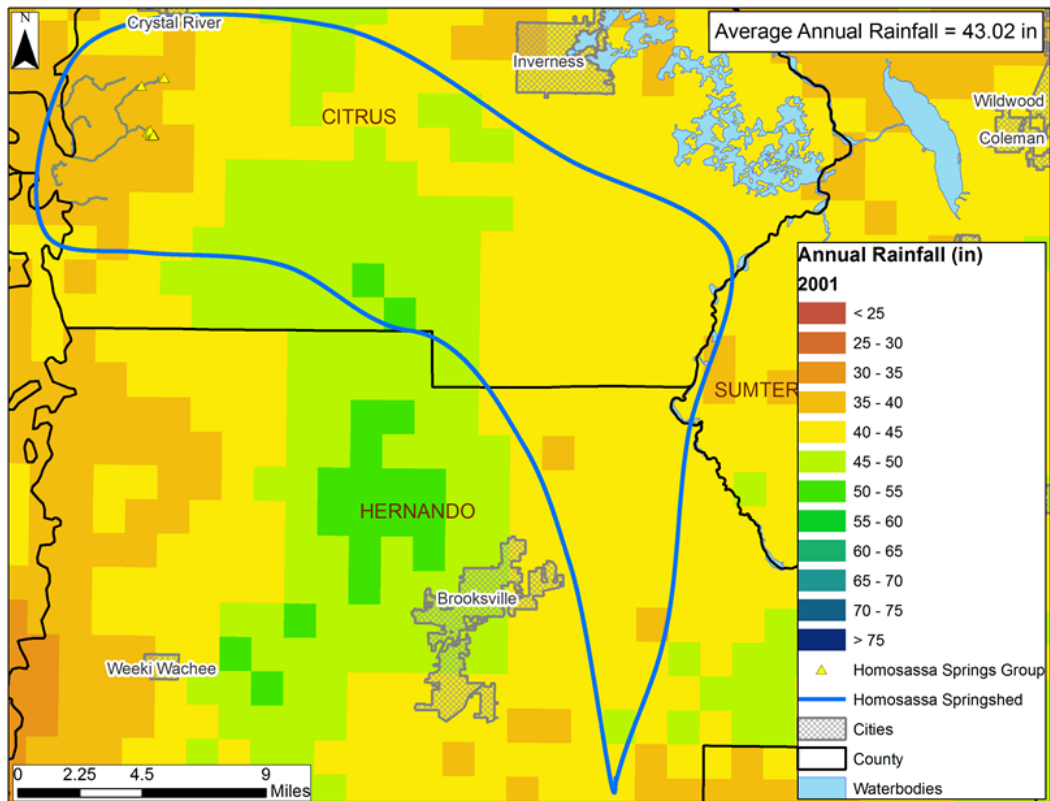 N
Crystal River
Average Annual Rainfall = 43.02 in
Inverness
CITRUS
Wildwood
Coleman
SUMTER
HERNANDO
Brooksville
Weeki Wachee
Annual Rainfall (in)
2001
< 25
25 - 30
30 - 35
35 - 40
40 - 45
45 - 50
50 - 55
55 - 60
60 - 65
65 - 70
70 - 75
> 75
Homosassa Springs Group
Homosassa Springshed
Cities
County
Waterbodies
0 2.25 4.5 9
Miles